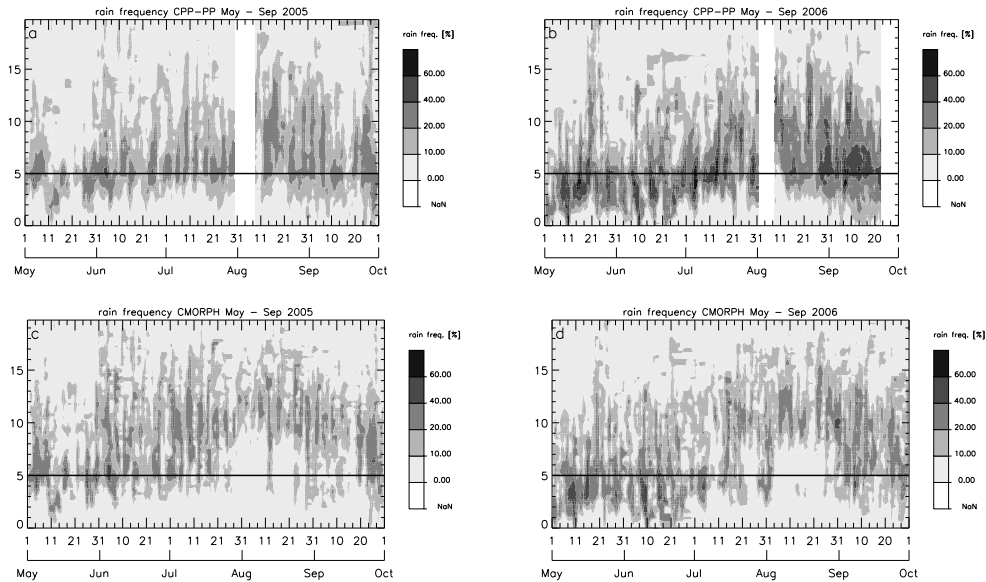 rain frequency CPP-PP May - Sep 2005
a
15
10
5
0
1 11 21 31 10 21 1 11 21 31 11 21 31 10 20 1
May Jun Jul Aug Sep Oct
rain freq. [%]
60.00
40.00
20.00
10.00
0.00
NaN
rain frequency CPP-PP May - Sep 2006
b
15
10
5
0
1 11 21 31 10 21 1 11 21 31 11 21 31 10 20 1
May Jun Jul Aug Sep Oct
rain freq. [%]
60.00
40.00
20.00
10.00
0.00
NaN
rain frequency CMORPH May - Sep 2005
c
15
10
5
0
1 11 21 31 10 21 1 11 21 31 11 21 31 10 20 1
May Jun Jul Aug Sep Oct
rain freq. [%]
60.00
40.00
20.00
10.00
0.00
NaN
rain frequency CMORPH May - Sep 2006
d
15
10
5
0
1 11 21 31 10 21 1 11 21 31 11 21 31 10 20 1
May Jun Jul Aug Sep Oct
rain freq. [%]
60.00
40.00
20.00
10.00
0.00
NaN